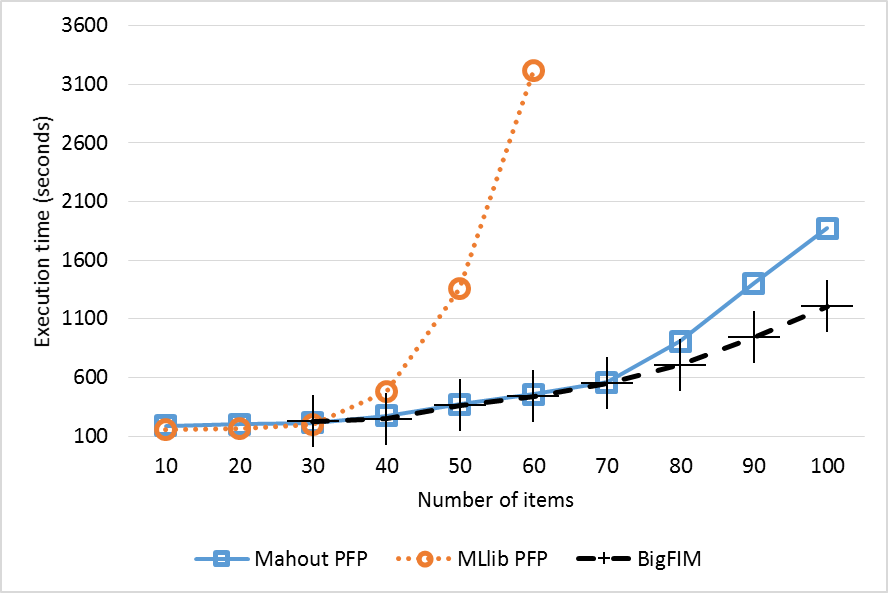 3600
3100
2600
2100
1600
1100
600
100
Execution time (seconds)
10 20 30 40 50 60 70 80 90 100
Number of items
Mahout PFP MLlib PFP BigFIM